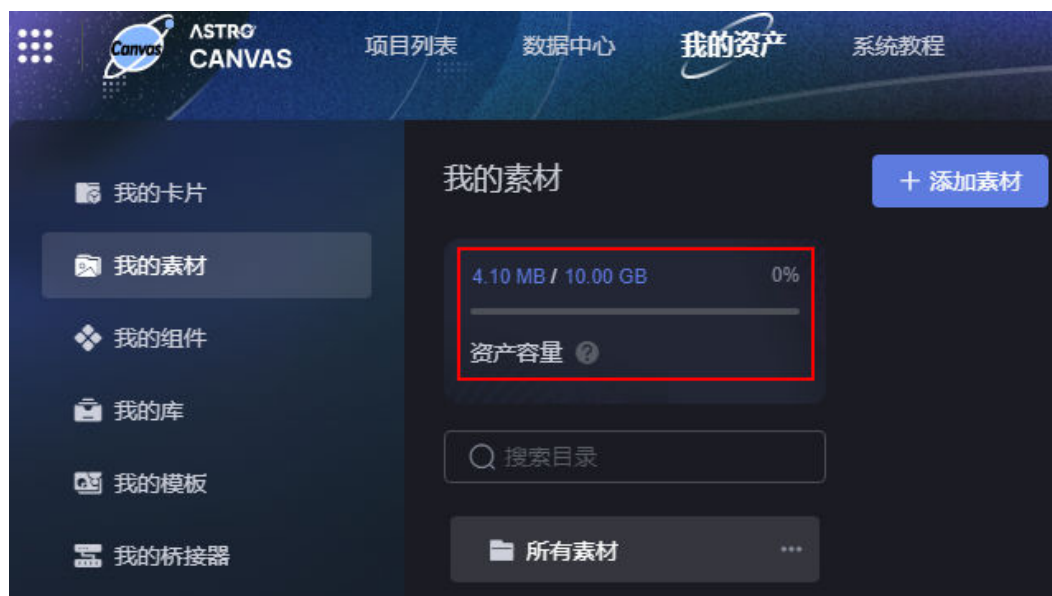 Canvas
ASTRO
CANVAS
项目列表
数据中心
我的资产
系统教程
我的卡片
我的素材
我的组件
我的库
我的模板
我的桥接器
我的素材
+ 添加素材
4.10 MB / 10.00 GB 0%
资产容量 ?
搜索目录
所有素材 ···